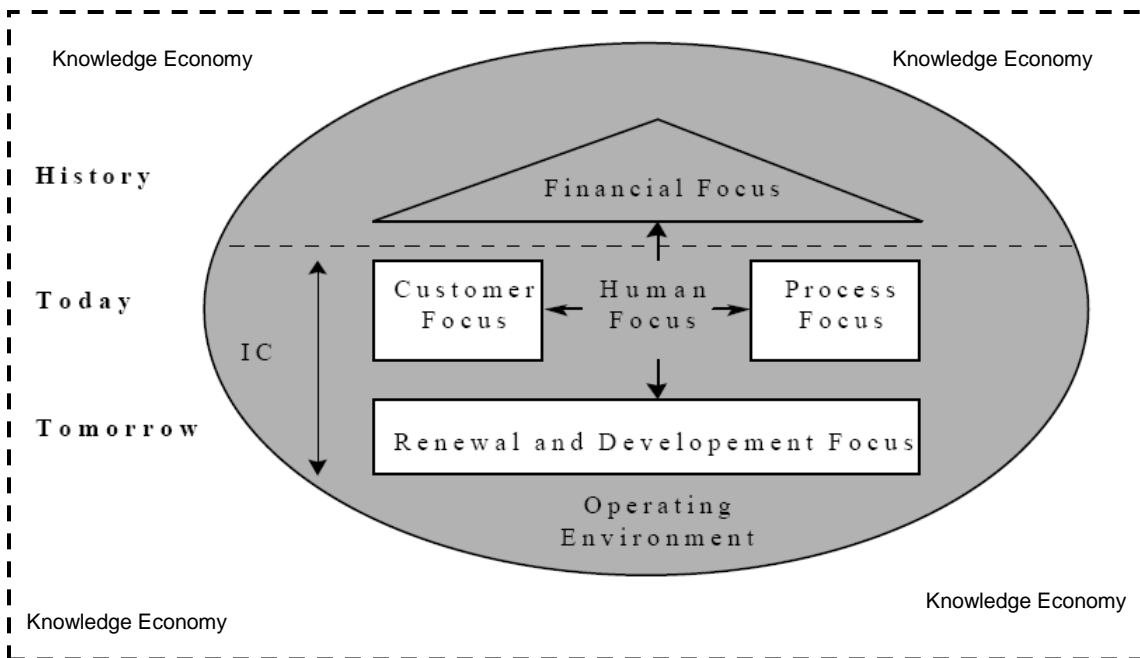 Knowledge Economy
Knowledge Economy
History
Financial Focus
Today
Customer
Focus
Human
Focus
Process
Focus
IC
Tomorrow
Renewal and Developement Focus
Operating
Environment
Knowledge Economy
Knowledge Economy